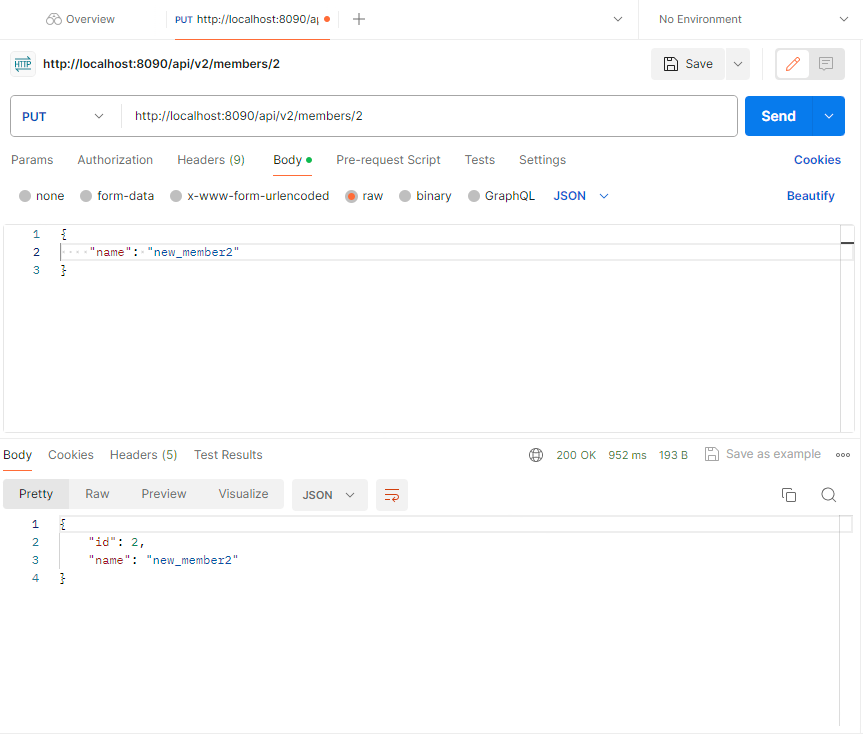 Overview PUT http://localhost:8090/ap No Environment
HTTP http://localhost:8090/api/v2/members/2 Save
PUT http://localhost:8090/api/v2/members/2 Send
Params Authorization Headers (9) Body Pre-request Script Tests Settings Cookies
none form-data x-www-form-urlencoded raw binary GraphQL JSON Beautify
1 {
2 ····"name":·"new_member2"
3 }
Body Cookies Headers (5) Test Results 200 OK 952 ms 193 B Save as example
Pretty Raw Preview Visualize JSON
1 {
2 "id": 2,
3 "name": "new_member2"
4 }